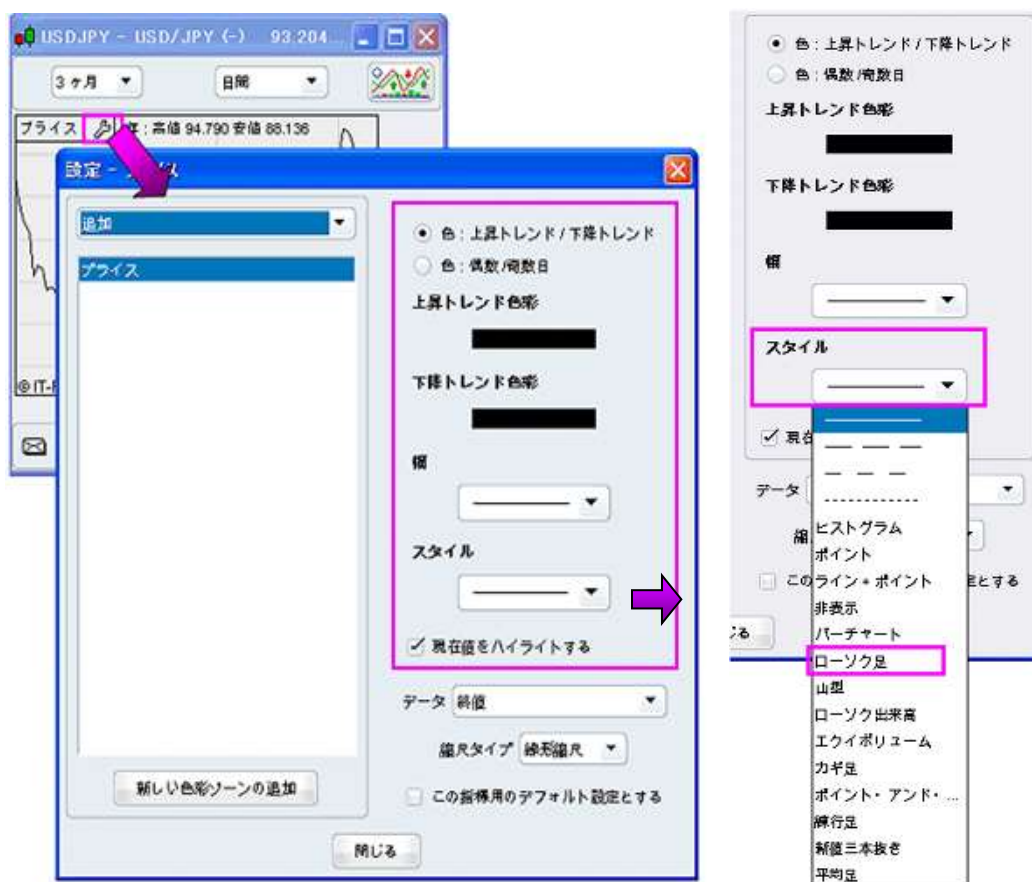 USDJPY - USD/JPY (-) 93.204...
3ヶ月
日間
プライス
年 : 高値 94.790 安値 88.136
© IT-F
設定 -
追加
プライス
新しい色彩ゾーンの追加
色 : 上昇トレンド / 下降トレンド
色 : 偶数 /奇数日
上昇トレンド色彩
下降トレンド色彩
幅
スタイル
現在値をハイライトする
データ 終値
縮尺タイプ 線形縮尺
この指標用のデフォルト設定とする
閉じる
色 : 上昇トレンド / 下降トレンド
色 : 偶数 /奇数日
上昇トレンド色彩
下降トレンド色彩
幅
スタイル
現在
データ
縮
この
定とする
じる
ヒストグラム
ポイント
ライン + ポイント
非表示
バーチャート
ローソク足
山型
ローソク出来高
エクイボリューム
カギ足
ポイント・アンド・ ...
練行足
新値三本抜き
平均足